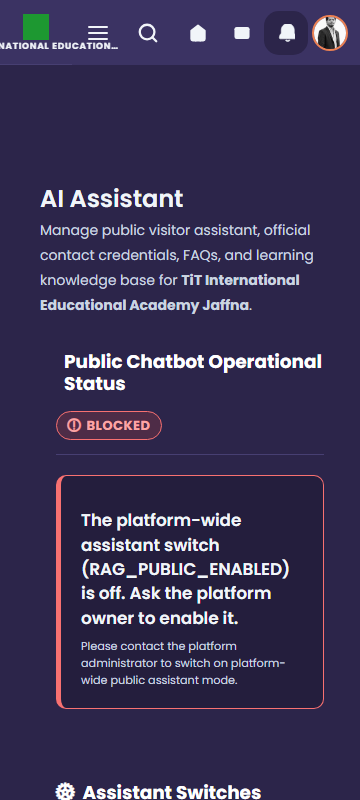 NATIONAL EDUCATION...
AI Assistant
Manage public visitor assistant, official
contact credentials, FAQs, and learning
knowledge base for TiT International
Educational Academy Jaffna.
Public Chatbot Operational
Status
BLOCKED
The platform-wide
assistant switch
(RAG_PUBLIC_ENABLED)
is off. Ask the platform
owner to enable it.
Please contact the platform
administrator to switch on platform-
wide public assistant mode.
Assistant Switches